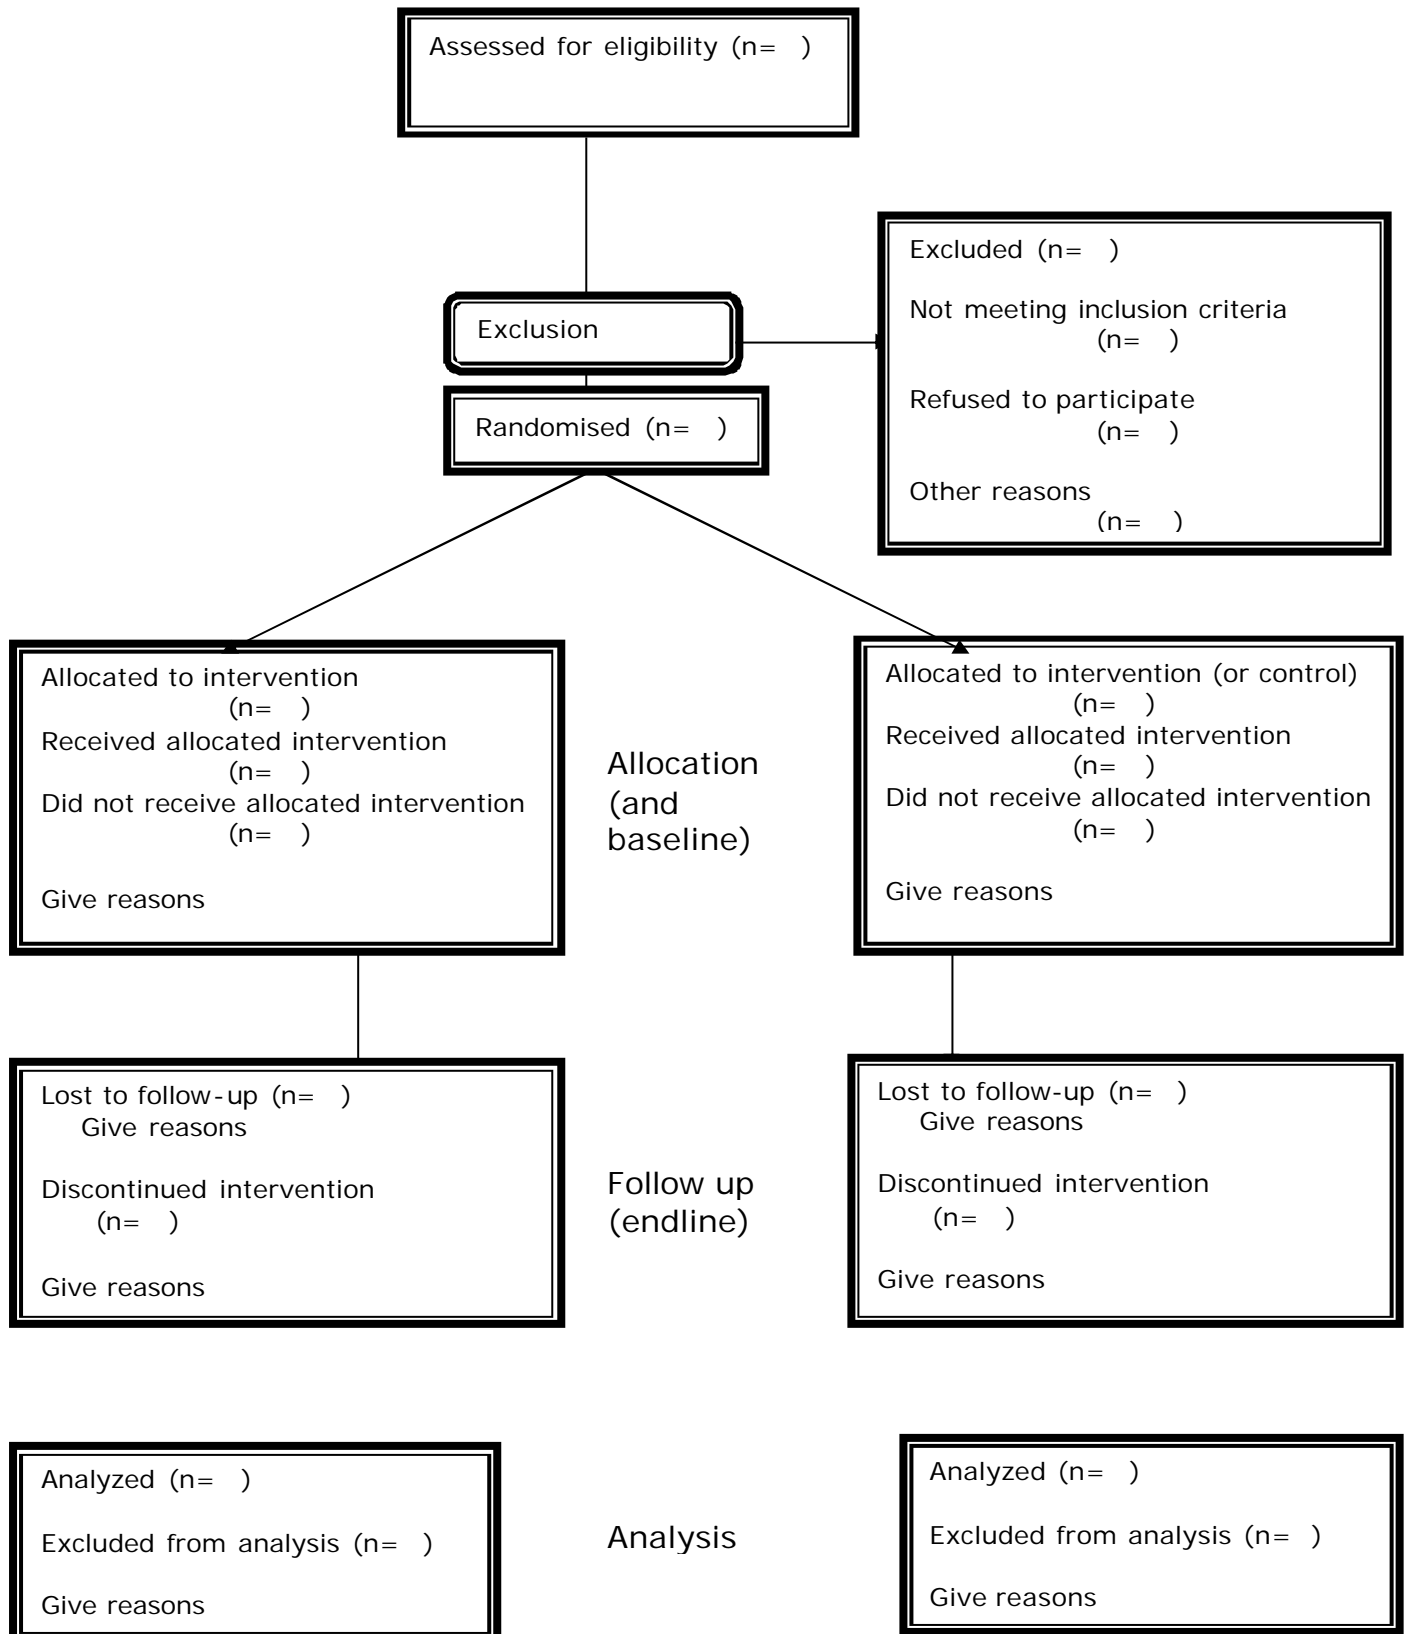 Assessed for eligibility (n=  )
Excluded (n=  )
Not meeting inclusion criteria
(n=  )
Refused to participate
(n=  )
Other reasons
(n=  )
Exclusion
Randomised (n=  )
Allocated to intervention
(n=  )
Received allocated intervention
(n=  )
Did not receive allocated intervention
(n=  )
Give reasons
Allocation
(and
baseline)
Allocated to intervention (or control)
(n=  )
Received allocated intervention
(n=  )
Did not receive allocated intervention
(n=  )
Give reasons
Lost to follow-up (n=  )
Give reasons
Discontinued intervention
(n=  )
Give reasons
Follow up
(endline)
Lost to follow-up (n=  )
Give reasons
Discontinued intervention
(n=  )
Give reasons
Analyzed (n=  )
Excluded from analysis (n=  )
Give reasons
Analysis
Analyzed (n=  )
Excluded from analysis (n=  )
Give reasons